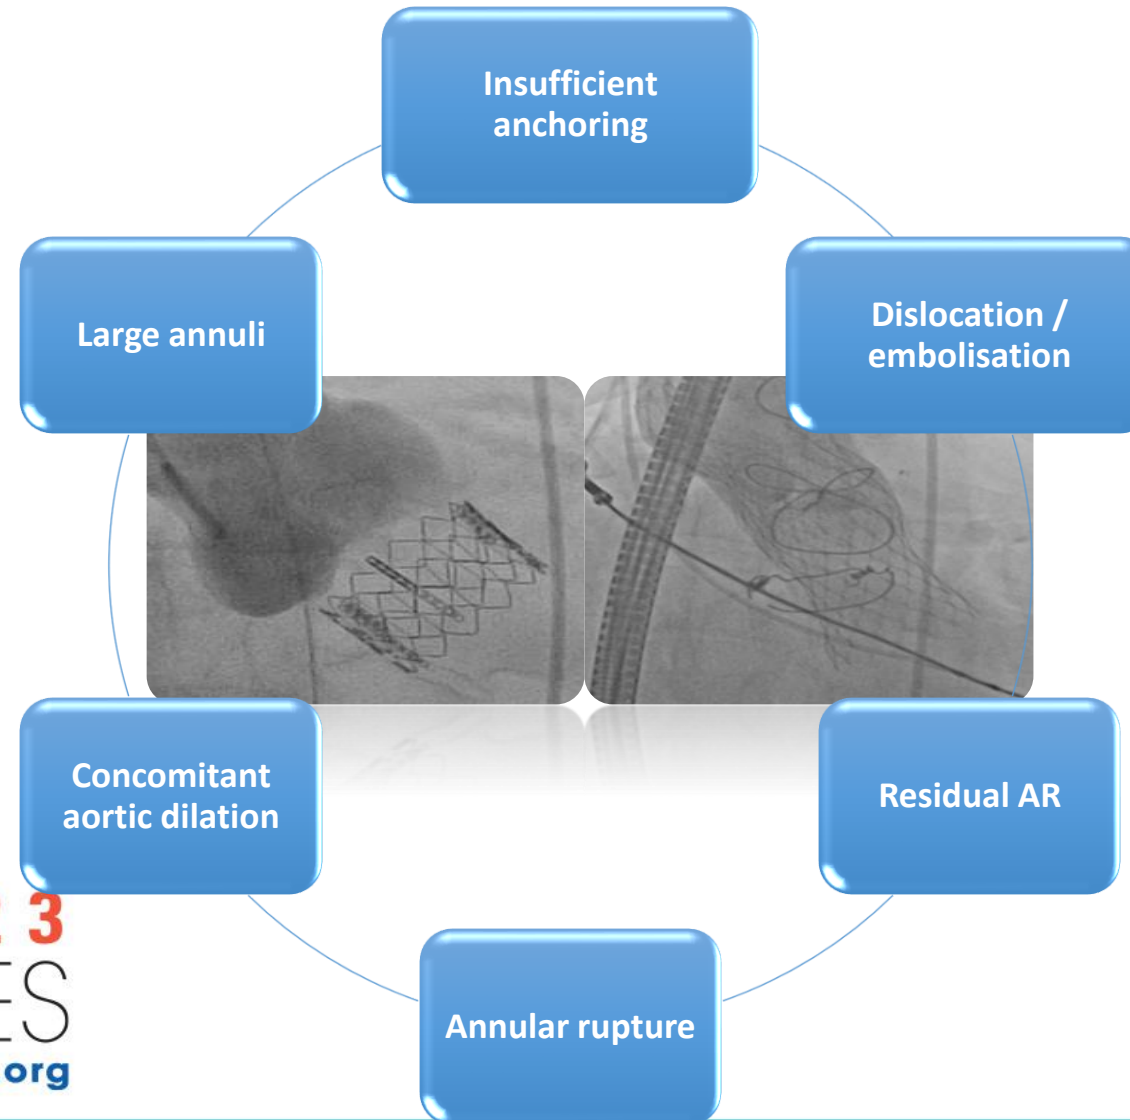 Insufficient
anchoring
Large annuli
Dislocation /
embolisation
Concomitant
aortic dilation
Residual AR
Annular rupture
3
ES
org